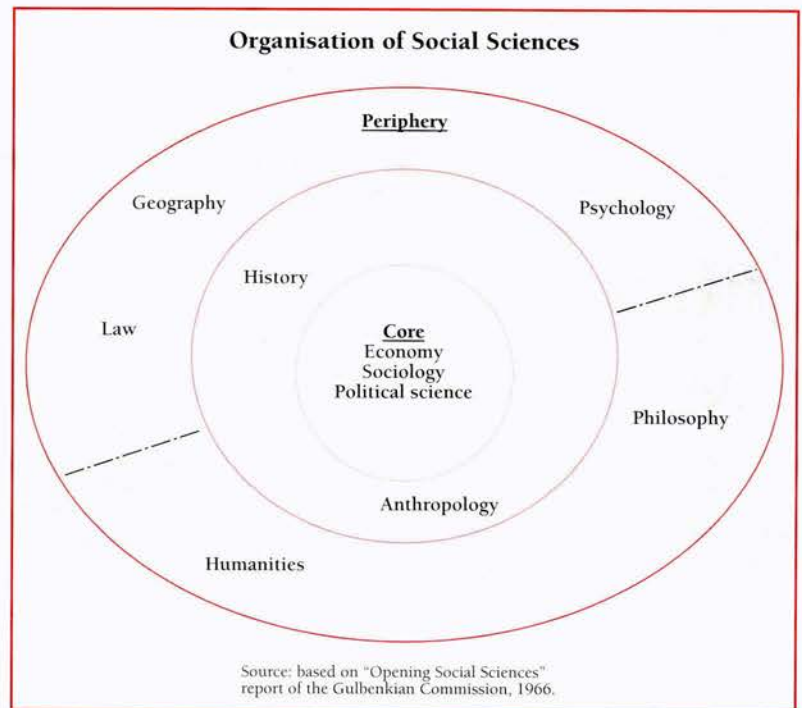 Organisation of Social Sciences
Periphery
Geography
Psychology
History
Law
Core
Economy
Sociology
Political science
Philosophy
Anthropology
Humanities
Source: based on "Opening Social Sciences"
report of the Gulbenkian Commission, 1966.